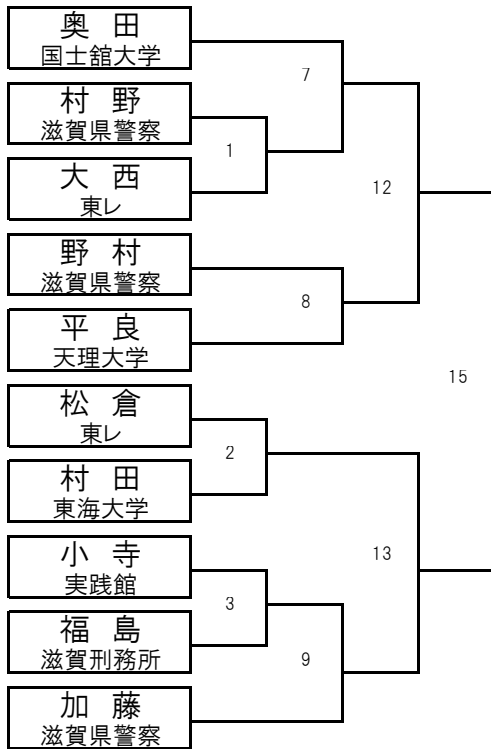 奥田
国士舘大学
7
村野
滋賀県警察
1
大西
東レ
12
野村
滋賀県警察
8
平良
天理大学
15
松倉
東レ
2
村田
東海大学
小寺
実践館
13
3
福島
滋賀刑務所
9
加藤
滋賀県警察